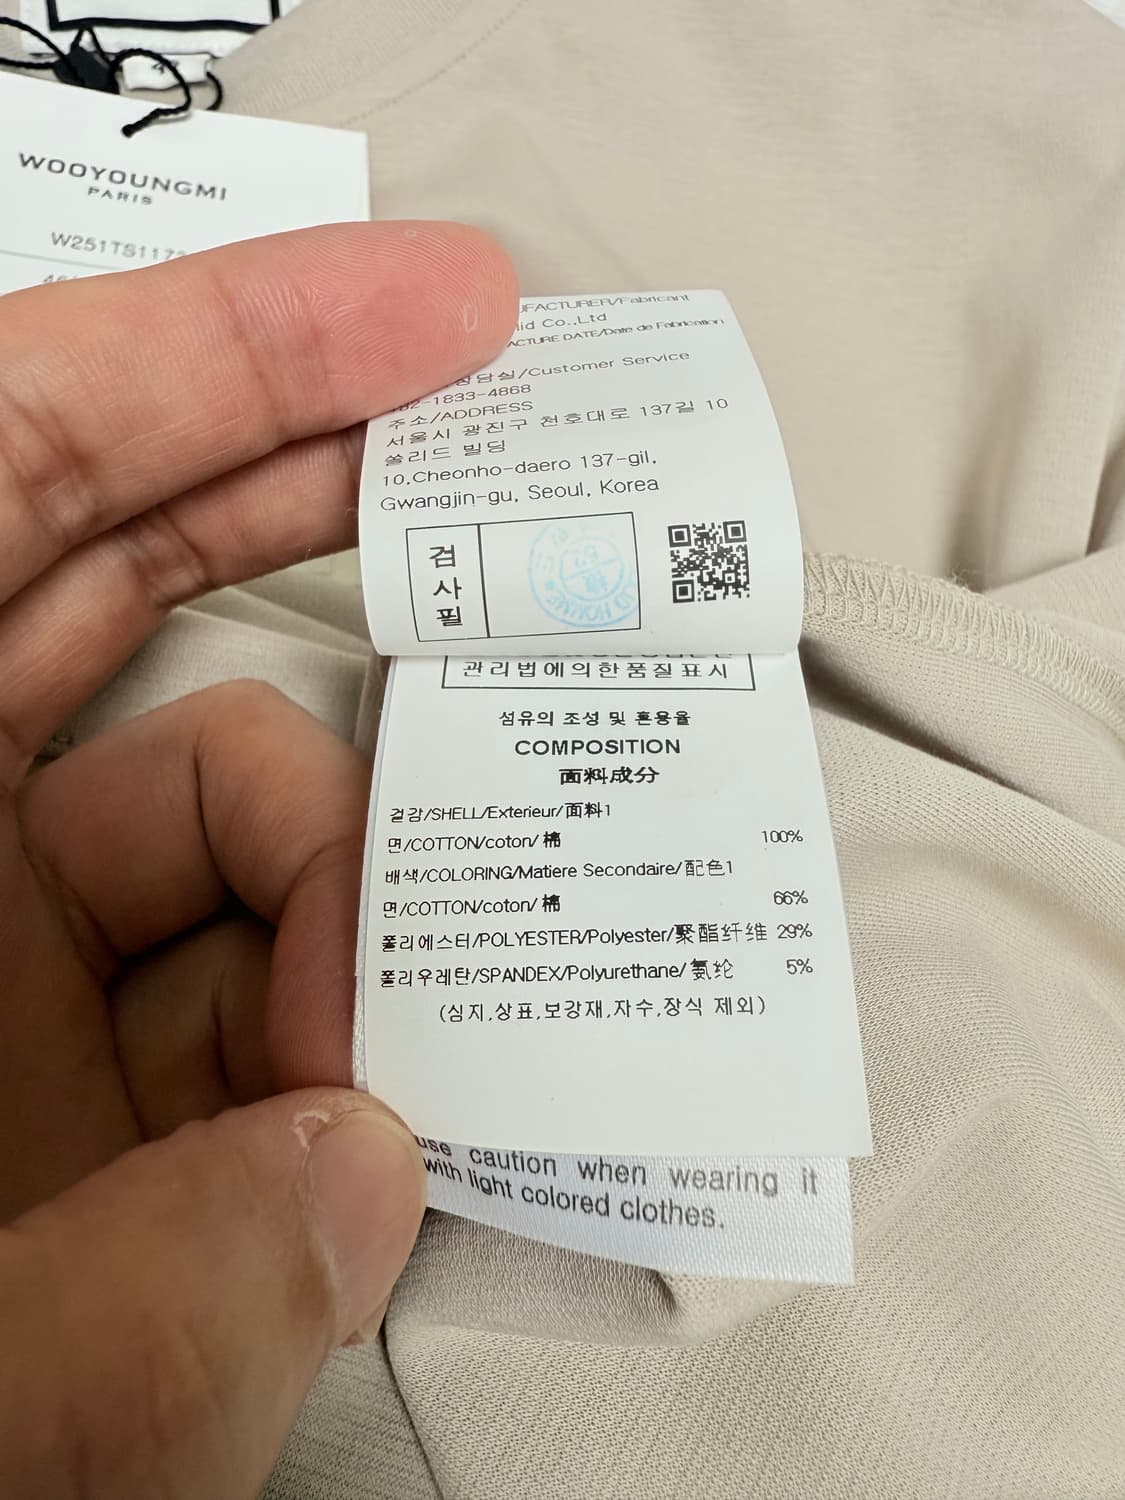 WOOYOUNGMI
PARIS
W251TS117
UFACTURER/Fabricant
lid Co.,Ltd
ACTURE DATE/Date de Fabrication
상담실/Customer Service
02-1833-4868
주소/ADDRESS
서울시 광진구 천호대로 137길 10
쏠리드 빌딩
10,Cheonho-daero 137-gil,
Gwangjin-gu, Seoul, Korea
검
사
필
관리법에의한품질표시
섬유의 조성 및 혼용율
COMPOSITION
面料成分
겉감/SHELL/Exterieur/面料1
면/COTTON/coton/ 棉 100%
배색/COLORING/Matiere Secondaire/配色1
면/COTTON/coton/ 棉 66%
폴리에스터/POLYESTER/Polyester/聚酯纤维 29%
폴리우레탄/SPANDEX/Polyurethane/氨纶 5%
(심지,상표,보강재,자수,장식 제외)
use caution when wearing it
with light colored clothes.